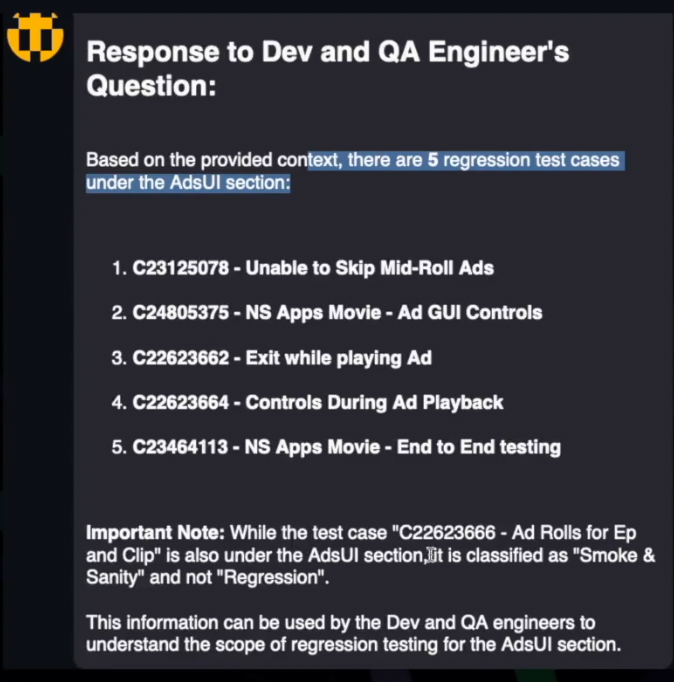 Response to Dev and QA Engineer's
Question:
Based on the provided context, there are 5 regression test cases
under the AdsUI section:
1. C23125078 - Unable to Skip Mid-Roll Ads
2. C24805375 - NS Apps Movie - Ad GUI Controls
3. C22623662 - Exit while playing Ad
4. C22623664 - Controls During Ad Playback
5. C23464113 - NS Apps Movie - End to End testing
Important Note: While the test case "C22623666 - Ad Rolls for Ep
and Clip" is also under the AdsUI section, it is classified as "Smoke &
Sanity" and not "Regression".
This information can be used by the Dev and QA engineers to
understand the scope of regression testing for the AdsUI section.